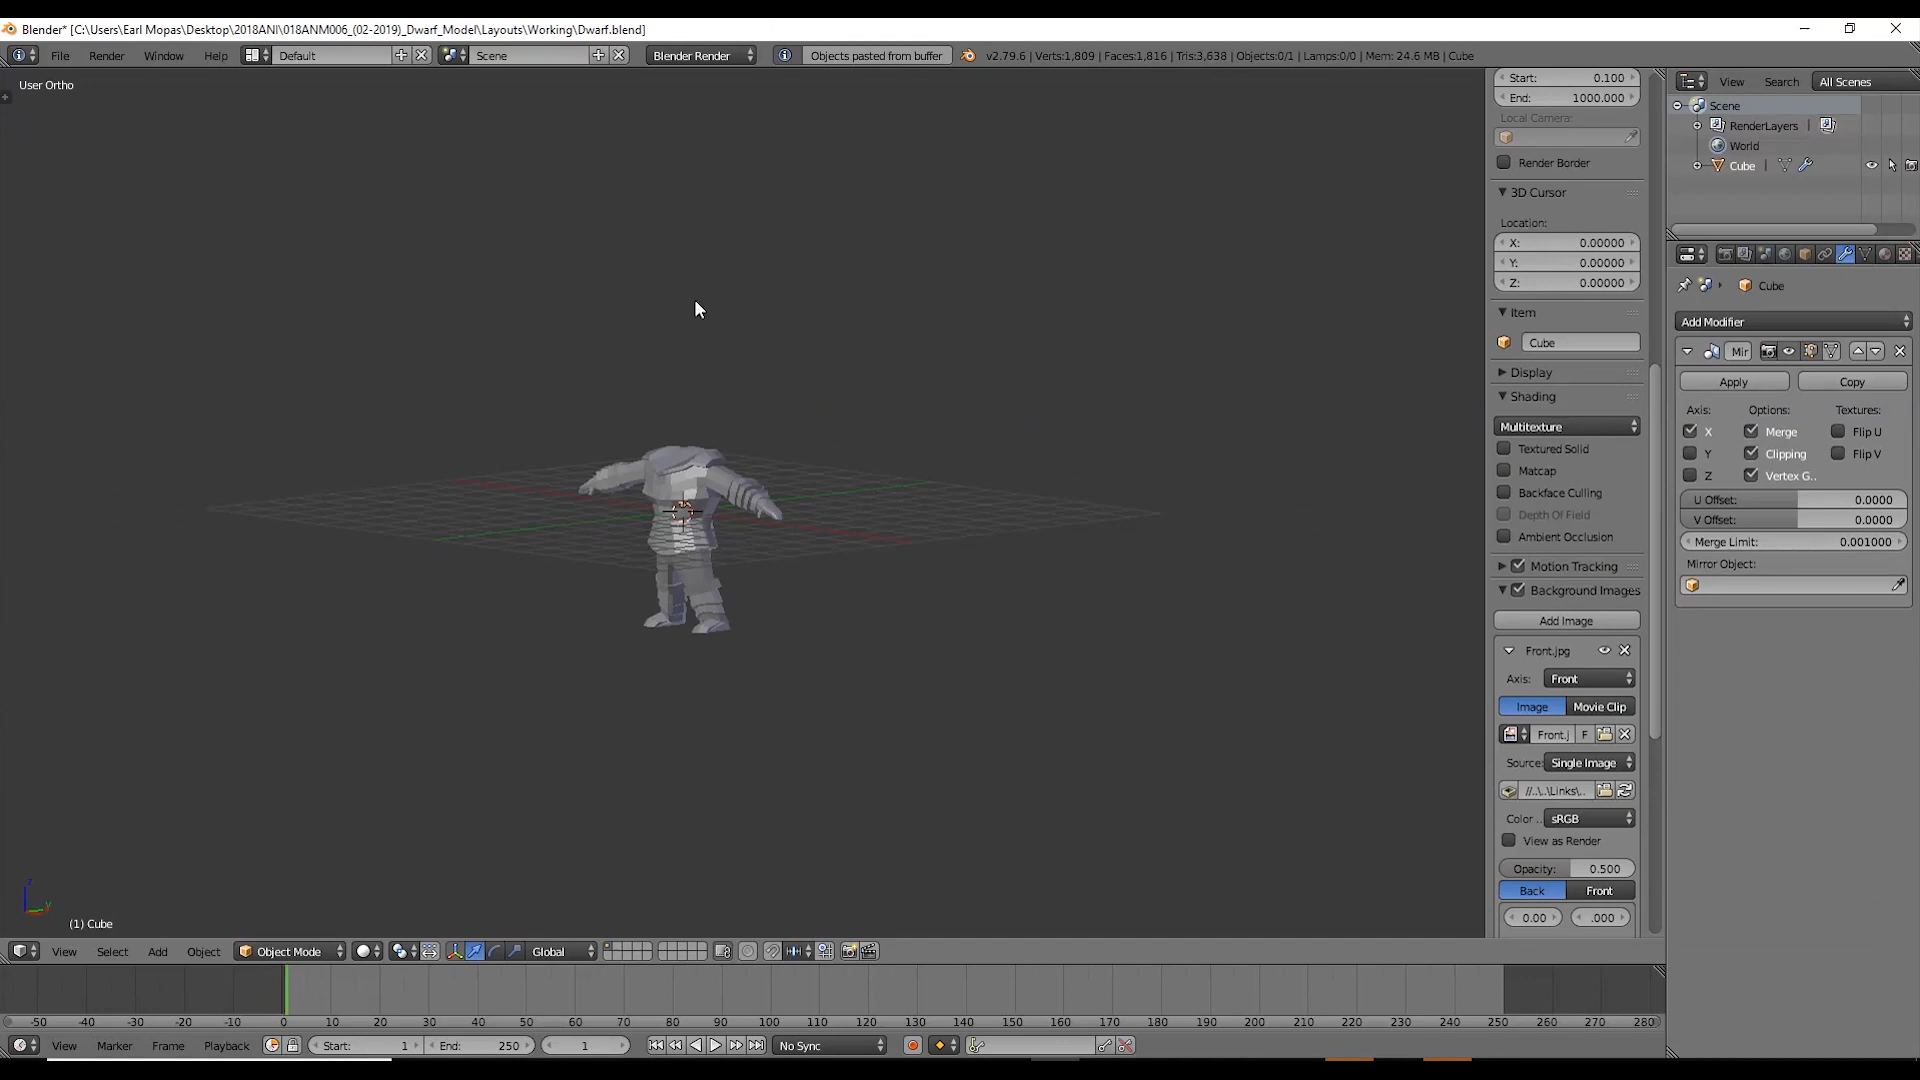 Blender* [C:\Users\Earl Mopas\Desktop\2018ANI\018ANM006_(02-2019)_Dwarf_Model\Layouts\Working\Dwarf.blend]
File Render Window Help Default Scene Blender Render Objects pasted from buffer v2.79.6 | Verts:1,809 | Faces:1,816 | Tris:3,638 | Objects:0/1 | Lamps:0/0 | Mem: 24.6 MB | Cube
User Ortho
Start: 0.100
End: 1000.000
Local Camera:
Render Border
3D Cursor
Location:
X: 0.00000
Y: 0.00000
Z: 0.00000
Item
Cube
Display
Shading
Multitexture
Textured Solid
Matcap
Backface Culling
Depth Of Field
Ambient Occlusion
Motion Tracking
Background Images
Add Image
Front.jpg
Axis: Front
Image Movie Clip
Front.j F
Source: Single Image
//..\..\Links\..
Color .. sRGB
View as Render
Opacity: 0.500
Back Front
0.00 .000
View Search All Scenes
Scene
RenderLayers |
World
Cube |
Cube
Add Modifier
Mir
Apply Copy
Axis: Options: Textures:
X Merge Flip U
Y Clipping Flip V
Z Vertex G..
U Offset: 0.0000
V Offset: 0.0000
Merge Limit: 0.001000
Mirror Object:
z
y
(1) Cube
View Select Add Object Object Mode Global
-50 -40 -30 -20 -10 0 10 20 30 40 50 60 70 80 90 100 110 120 130 140 150 160 170 180 190 200 210 220 230 240 250 260 270 280
View Marker Frame Playback Start: 1 End: 250 1 No Sync